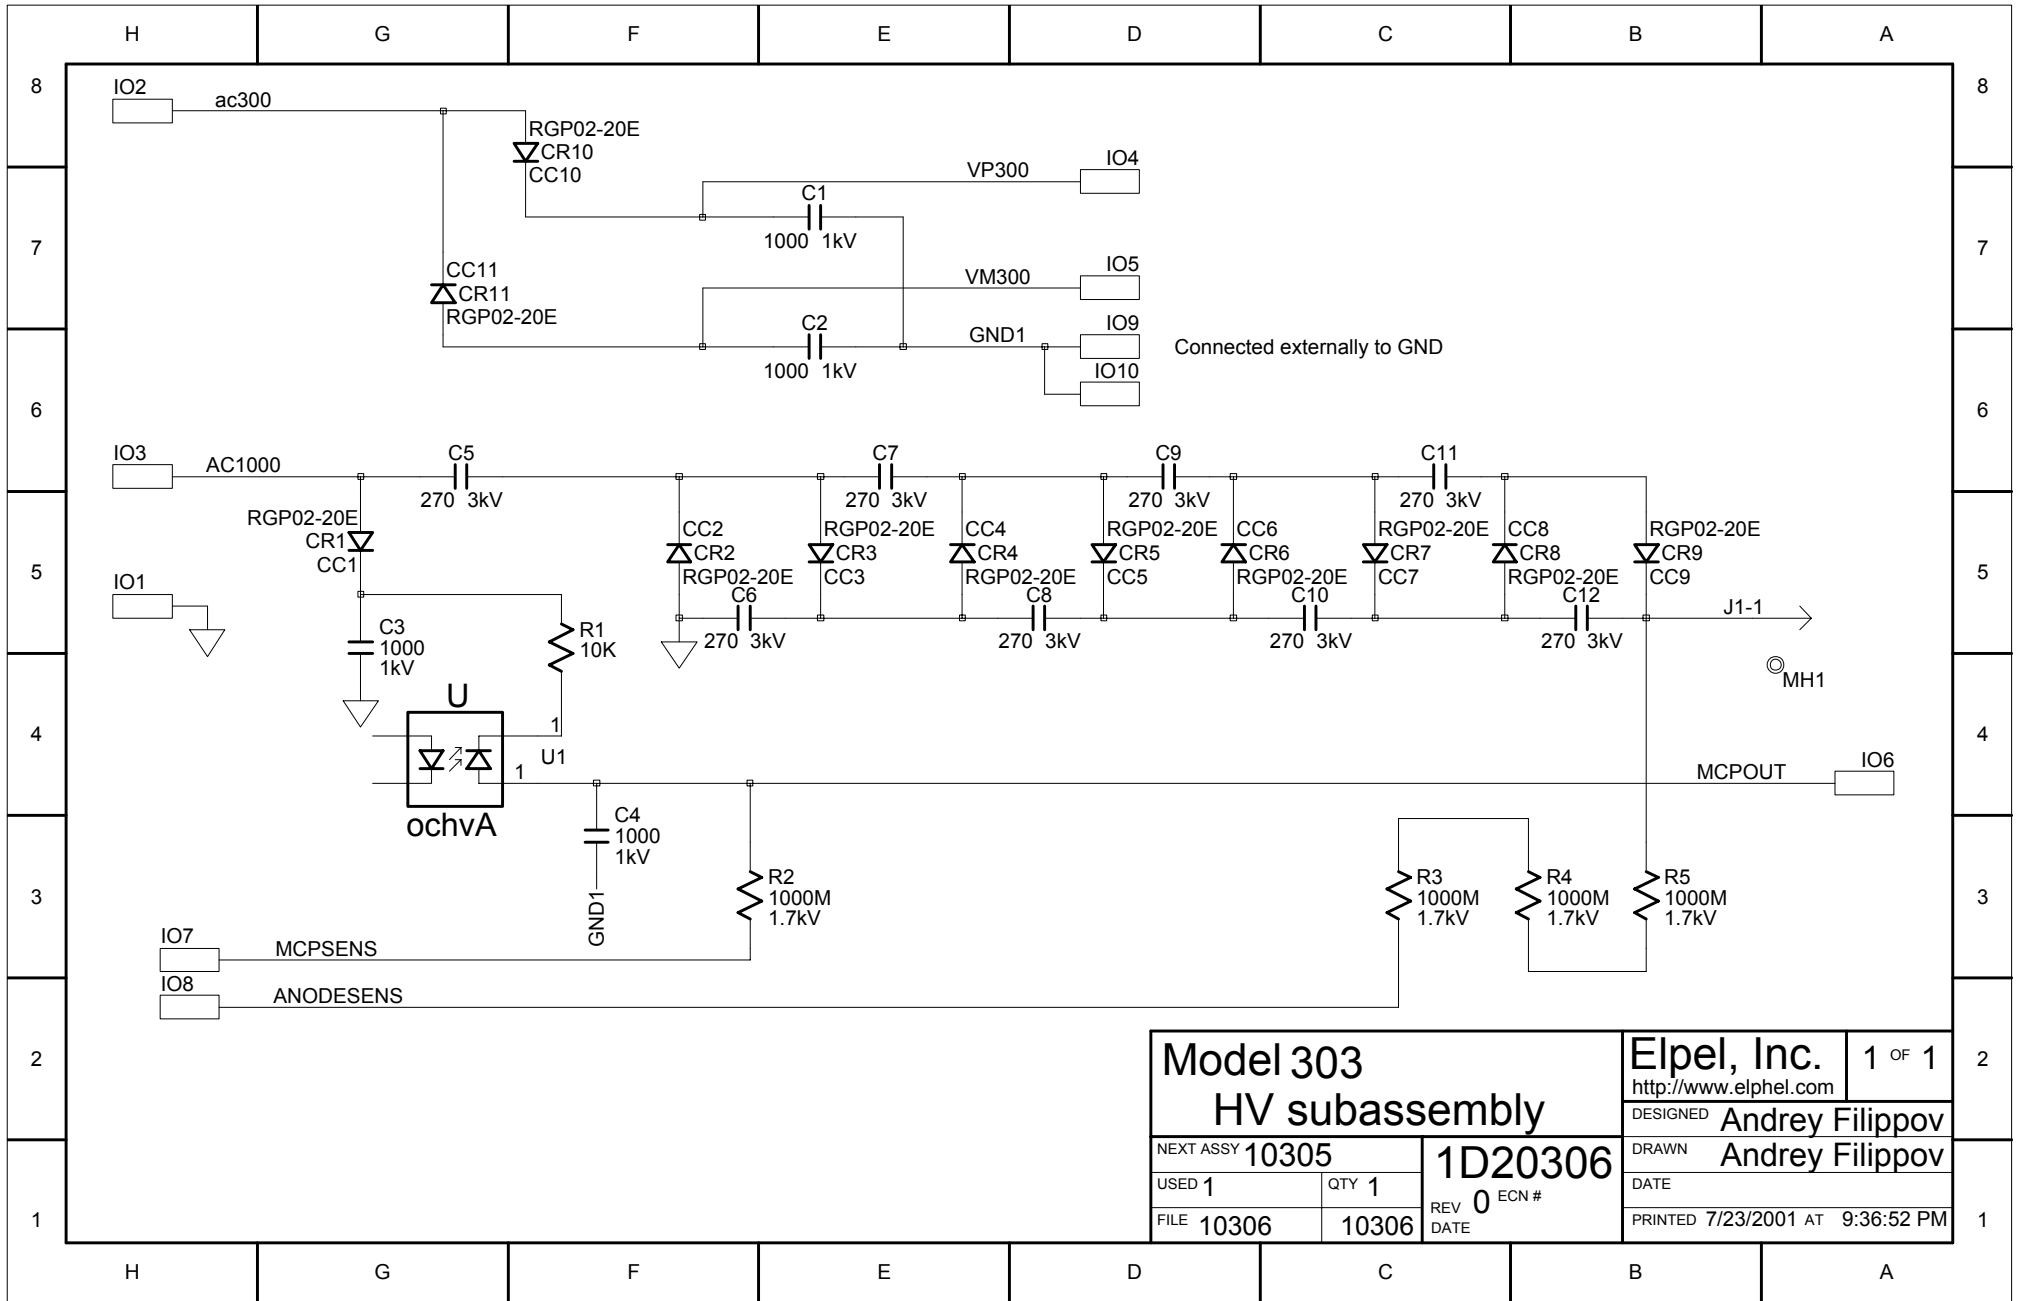 H G F E D C B A
8 8
IO2
ac300
RGP02-20E
CR10
CC10
VP300
IO4
C1
1000 1kV
7 7
CC11
CR11
RGP02-20E
VM300
IO5
C2
1000 1kV
GND1
IO9
Connected externally to GND
IO10
6 6
IO3
AC1000
C5
270 3kV
C7
270 3kV
C9
270 3kV
C11
270 3kV
RGP02-20E
CR1
CC1
CC2
CR2
RGP02-20E
RGP02-20E
CR3
CC3
CC4
CR4
RGP02-20E
RGP02-20E
CR5
CC5
CC6
CR6
RGP02-20E
RGP02-20E
CR7
CC7
CC8
CR8
RGP02-20E
RGP02-20E
CR9
CC9
5 5
IO1
C6
270 3kV
C8
270 3kV
C10
270 3kV
C12
270 3kV
J1-1
C3
1000
1kV
R1
10K
MH1
U
4 4
1
U1
1
ochvA
MCPOUT
IO6
C4
1000
1kV
GND1
R2
1000M
1.7kV
R3
1000M
1.7kV
R4
1000M
1.7kV
R5
1000M
1.7kV
3 3
IO7
MCPSENS
IO8
ANODESENS
2 2
Model 303
HV subassembly
Elpel, Inc.
http://www.elphel.com
1 OF 1
DESIGNED Andrey Filippov
NEXT ASSY 10305
1D20306
DRAWN Andrey Filippov
USED 1
QTY 1
REV 0 ECN #
DATE
DATE
FILE 10306
10306
PRINTED 7/23/2001 AT 9:36:52 PM
1 1
H G F E D C B A